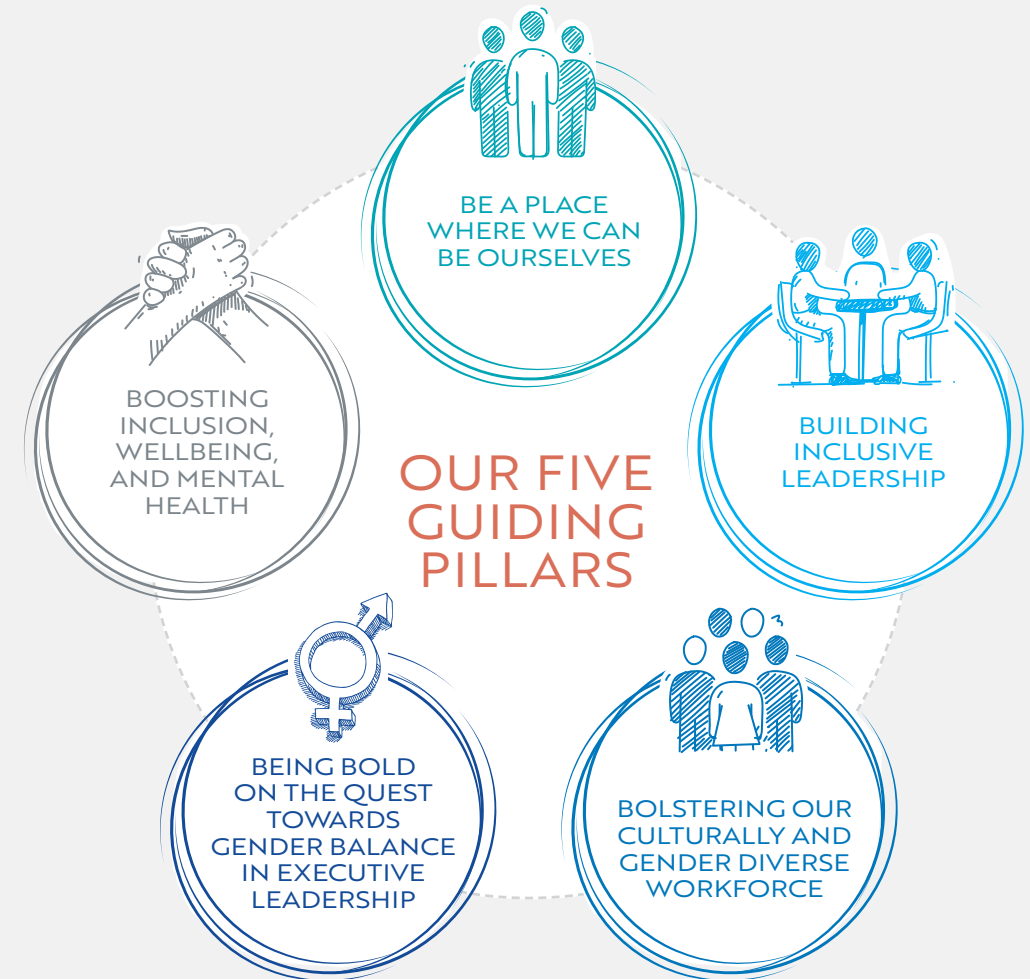 BE A PLACE
WHERE WE CAN
BE OURSELVES
BUILDING
INCLUSIVE
LEADERSHIP
BOLSTERING OUR
CULTURALLY AND
GENDER DIVERSE
WORKFORCE
BEING BOLD
ON THE QUEST
TOWARDS
GENDER BALANCE
IN EXECUTIVE
LEADERSHIP
BOOSTING
INCLUSION,
WELLBEING,
AND MENTAL
HEALTH
OUR FIVE
GUIDING
PILLARS